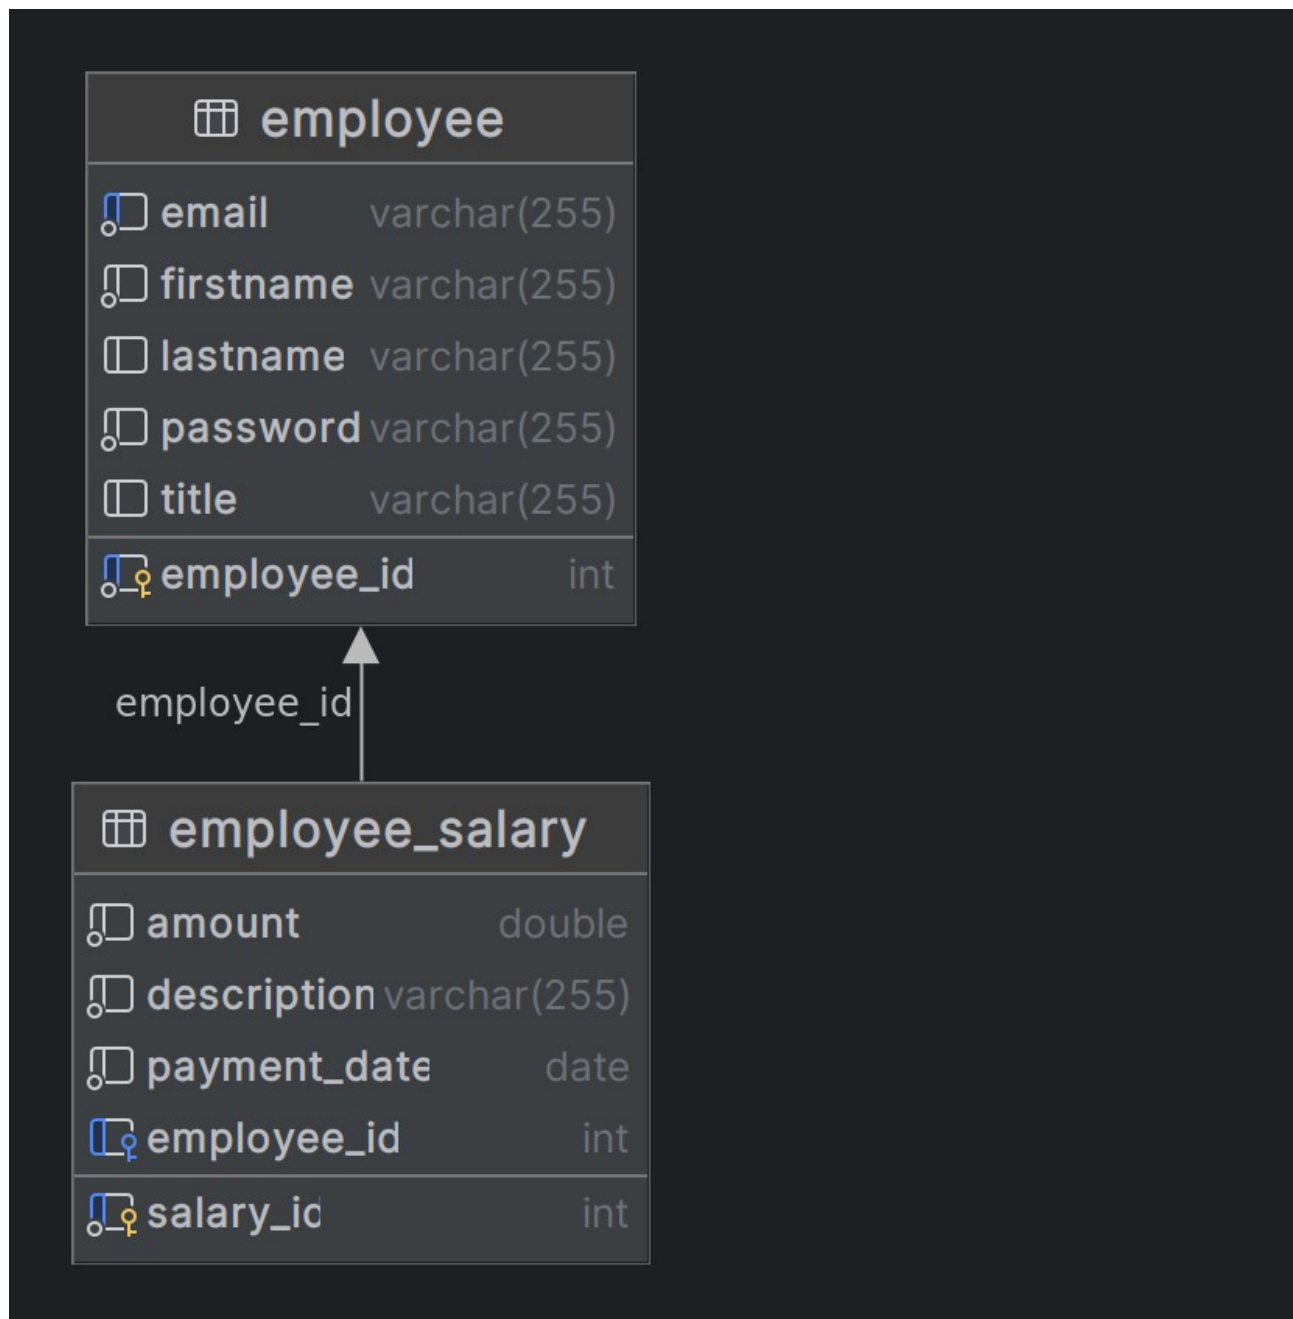 employee
email varchar(255)
firstname varchar(255)
lastname varchar(255)
password varchar(255)
title varchar(255)
employee_id int
employee_id
employee_salary
amount double
description varchar(255)
payment_date date
employee_id int
salary_id int